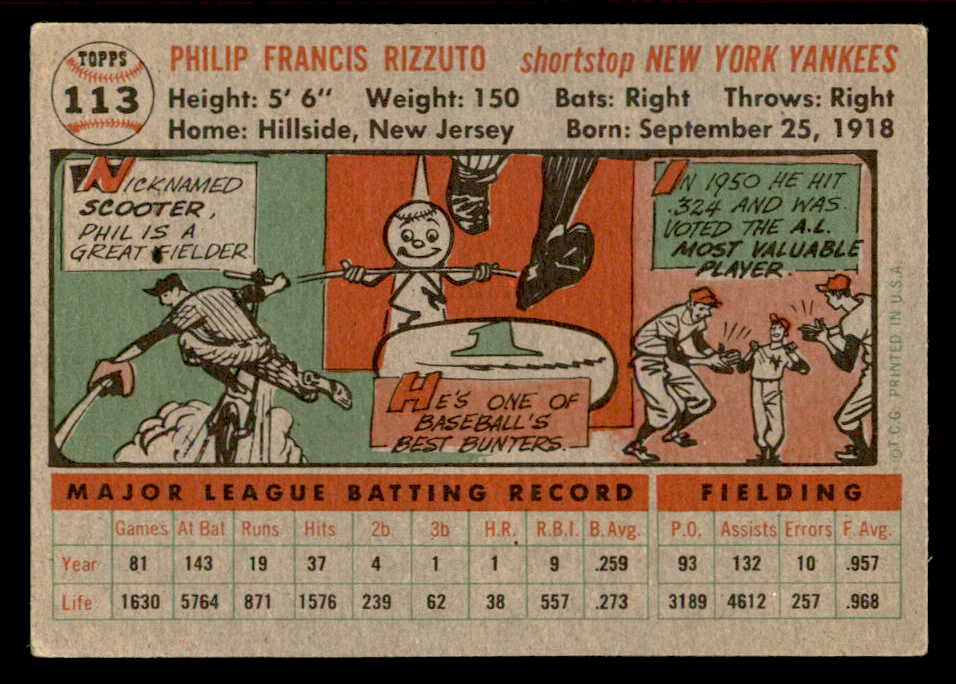 TOPPS
113
PHILIP FRANCIS RIZZUTO shortstop NEW YORK YANKEES
Height: 5' 6" Weight: 150 Bats: Right Throws: Right
Home: Hillside, New Jersey Born: September 25, 1918
NICKNAMED
SCOOTER,
PHIL IS A
GREAT FIELDER.
1
HE'S ONE OF
BASEBALL'S
BEST BUNTERS.
IN 1950 HE HIT
.324 AND WAS
VOTED THE A.L.
MOST VALUABLE
PLAYER.
©T.C.G. PRINTED IN U.S.A.
MAJOR LEAGUE BATTING RECORD FIELDING
Games At Bat Runs Hits 2b 3b H.R. R.B.I. B. Avg. P.O. Assists Errors F. Avg.
Year 81 143 19 37 4 1 1 9 .259 93 132 10 .957
Life 1630 5764 871 1576 239 62 38 557 .273 3189 4612 257 .968